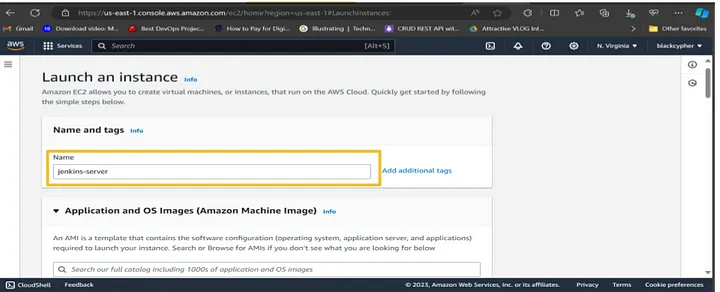 https://us-east-1.console.aws.amazon.com/ec2/home?region=us-east-1#LaunchInstances:
Gmail Download video. M... Best DevOps Projec... How to Pay for Digi... Illustrating | Techn... CRUD REST API wit... Attractive VLOG Int... Other favorites
aws Services Search [Alt+S] N. Virginia blackcypher
Launch an instance Info
Amazon EC2 allows you to create virtual machines, or instances, that run on the AWS Cloud. Quickly get started by following
the simple steps below.
Name and tags Info
Name
jenkins-server Add additional tags
Application and OS Images (Amazon Machine Image) Info
An AMI is a template that contains the software configuration (operating system, application server, and applications)
required to launch your instance. Search or Browse for AMIs if you don't see what you are looking for below
Search our full catalog including 1000s of application and OS images
CloudShell Feedback © 2023, Amazon Web Services, Inc. or its affiliates. Privacy Terms Cookie preferences